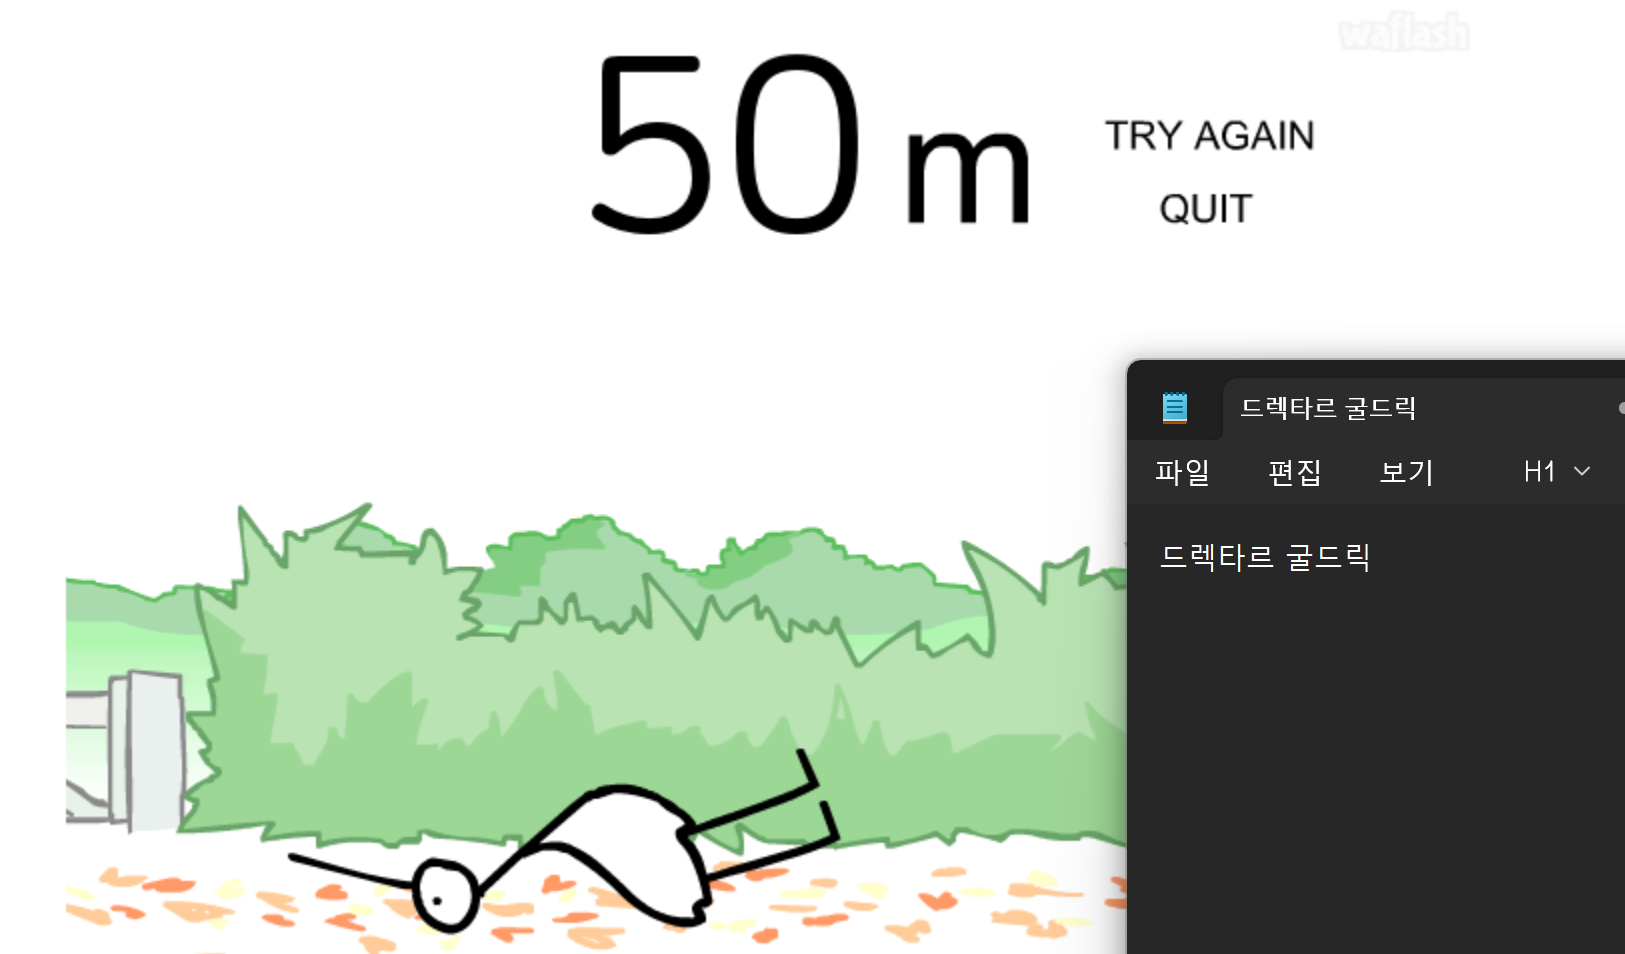 waflash
50 m
TRY AGAIN
QUIT
드렉타르 굴드릭
파일 편집 보기 H1
드렉타르 굴드릭